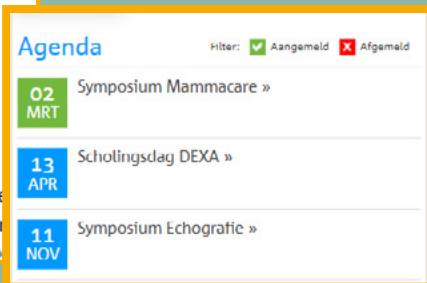 Agenda
Filter: Aangemeld X Afgemeld
02 MRT
Symposium Mammacare »
13 APR
Scholingsdag DEXA »
11 NOV
Symposium Echografie »